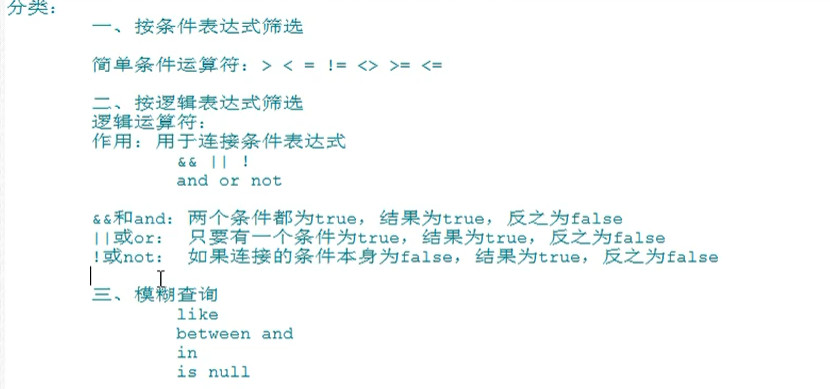 分类：
一、按条件表达式筛选
简单条件运算符：> < = != <> >= <=
二、按逻辑表达式筛选
逻辑运算符：
作用：用于连接条件表达式
&& || !
and or not
&&和and：两个条件都为true，结果为true，反之为false
||或or： 只要有一个条件为true，结果为true，反之为false
!或not： 如果连接的条件本身为false，结果为true，反之为false
三、模糊查询
like
between and
in
is null